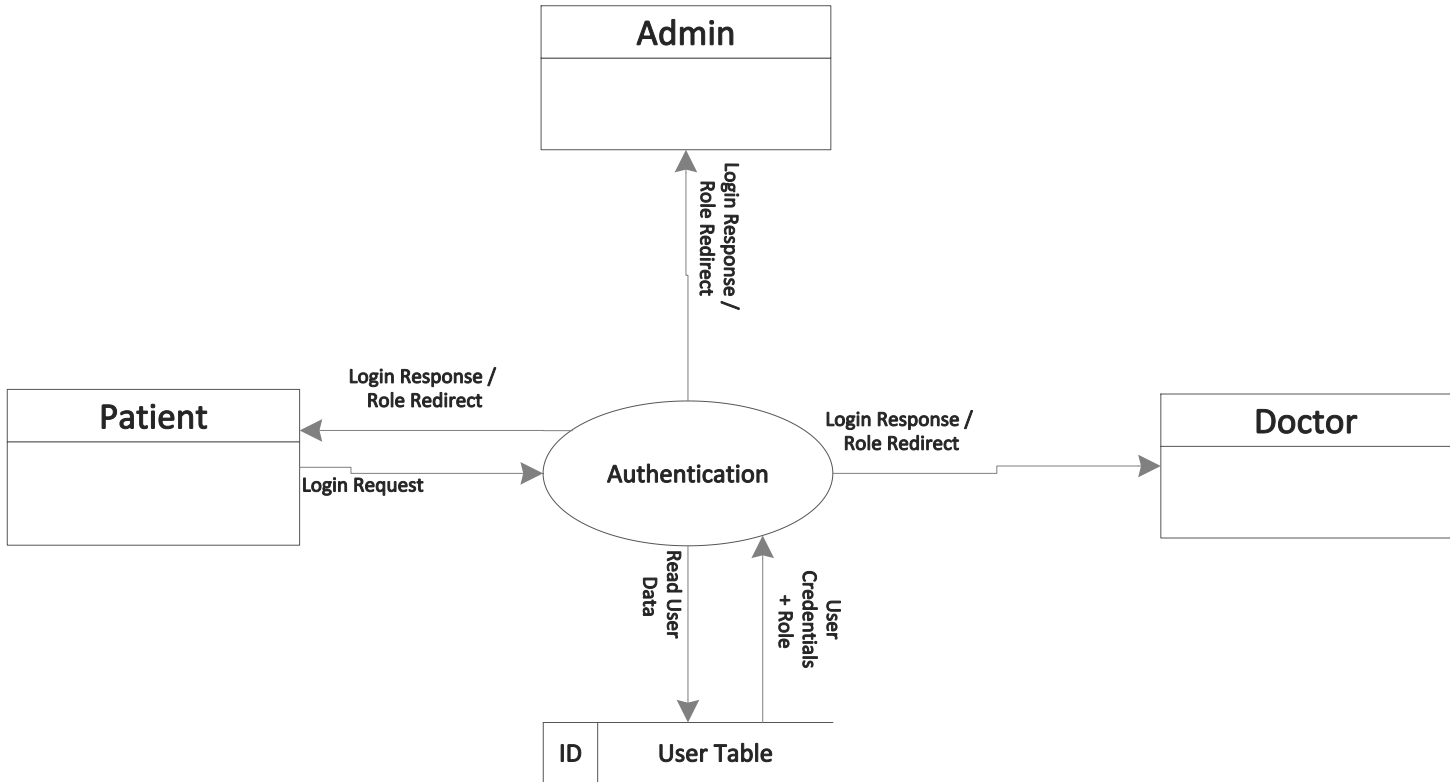 Admin
Login Response /
Role Redirect
Login Response /
Role Redirect
Patient
Login Request
Authentication
Login Response /
Role Redirect
Doctor
Read User
Data
User
Credentials
+ Role
ID
User Table